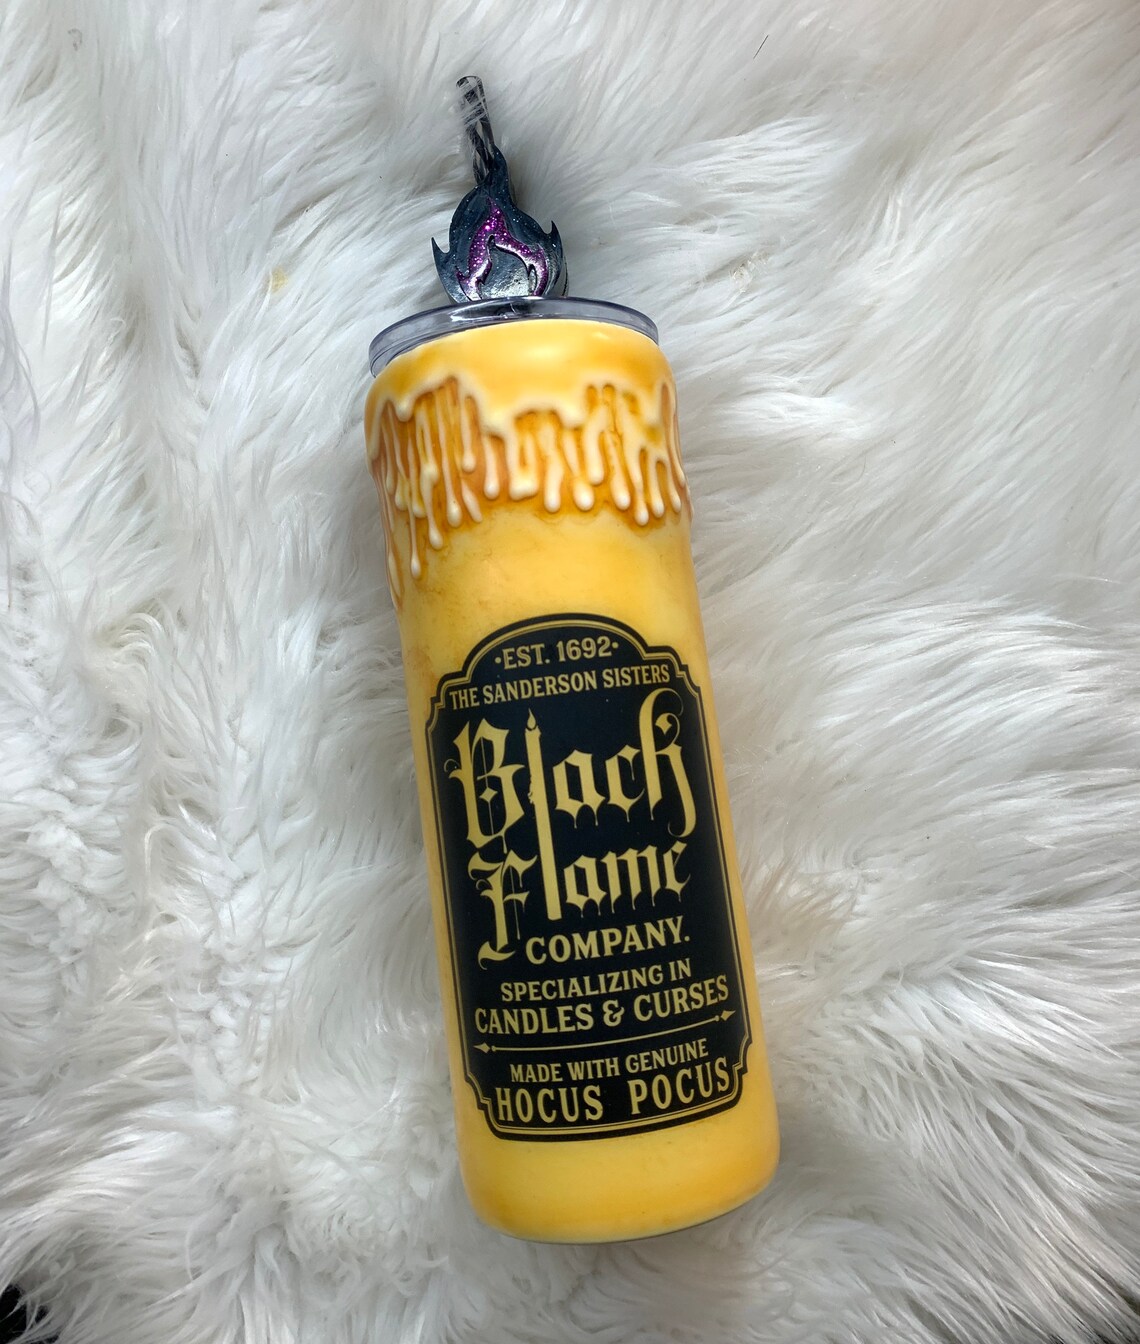 ·EST. 1692·
THE SANDERSON SISTERS
Black
Flame
COMPANY.
SPECIALIZING IN
CANDLES & CURSES
MADE WITH GENUINE
HOCUS POCUS